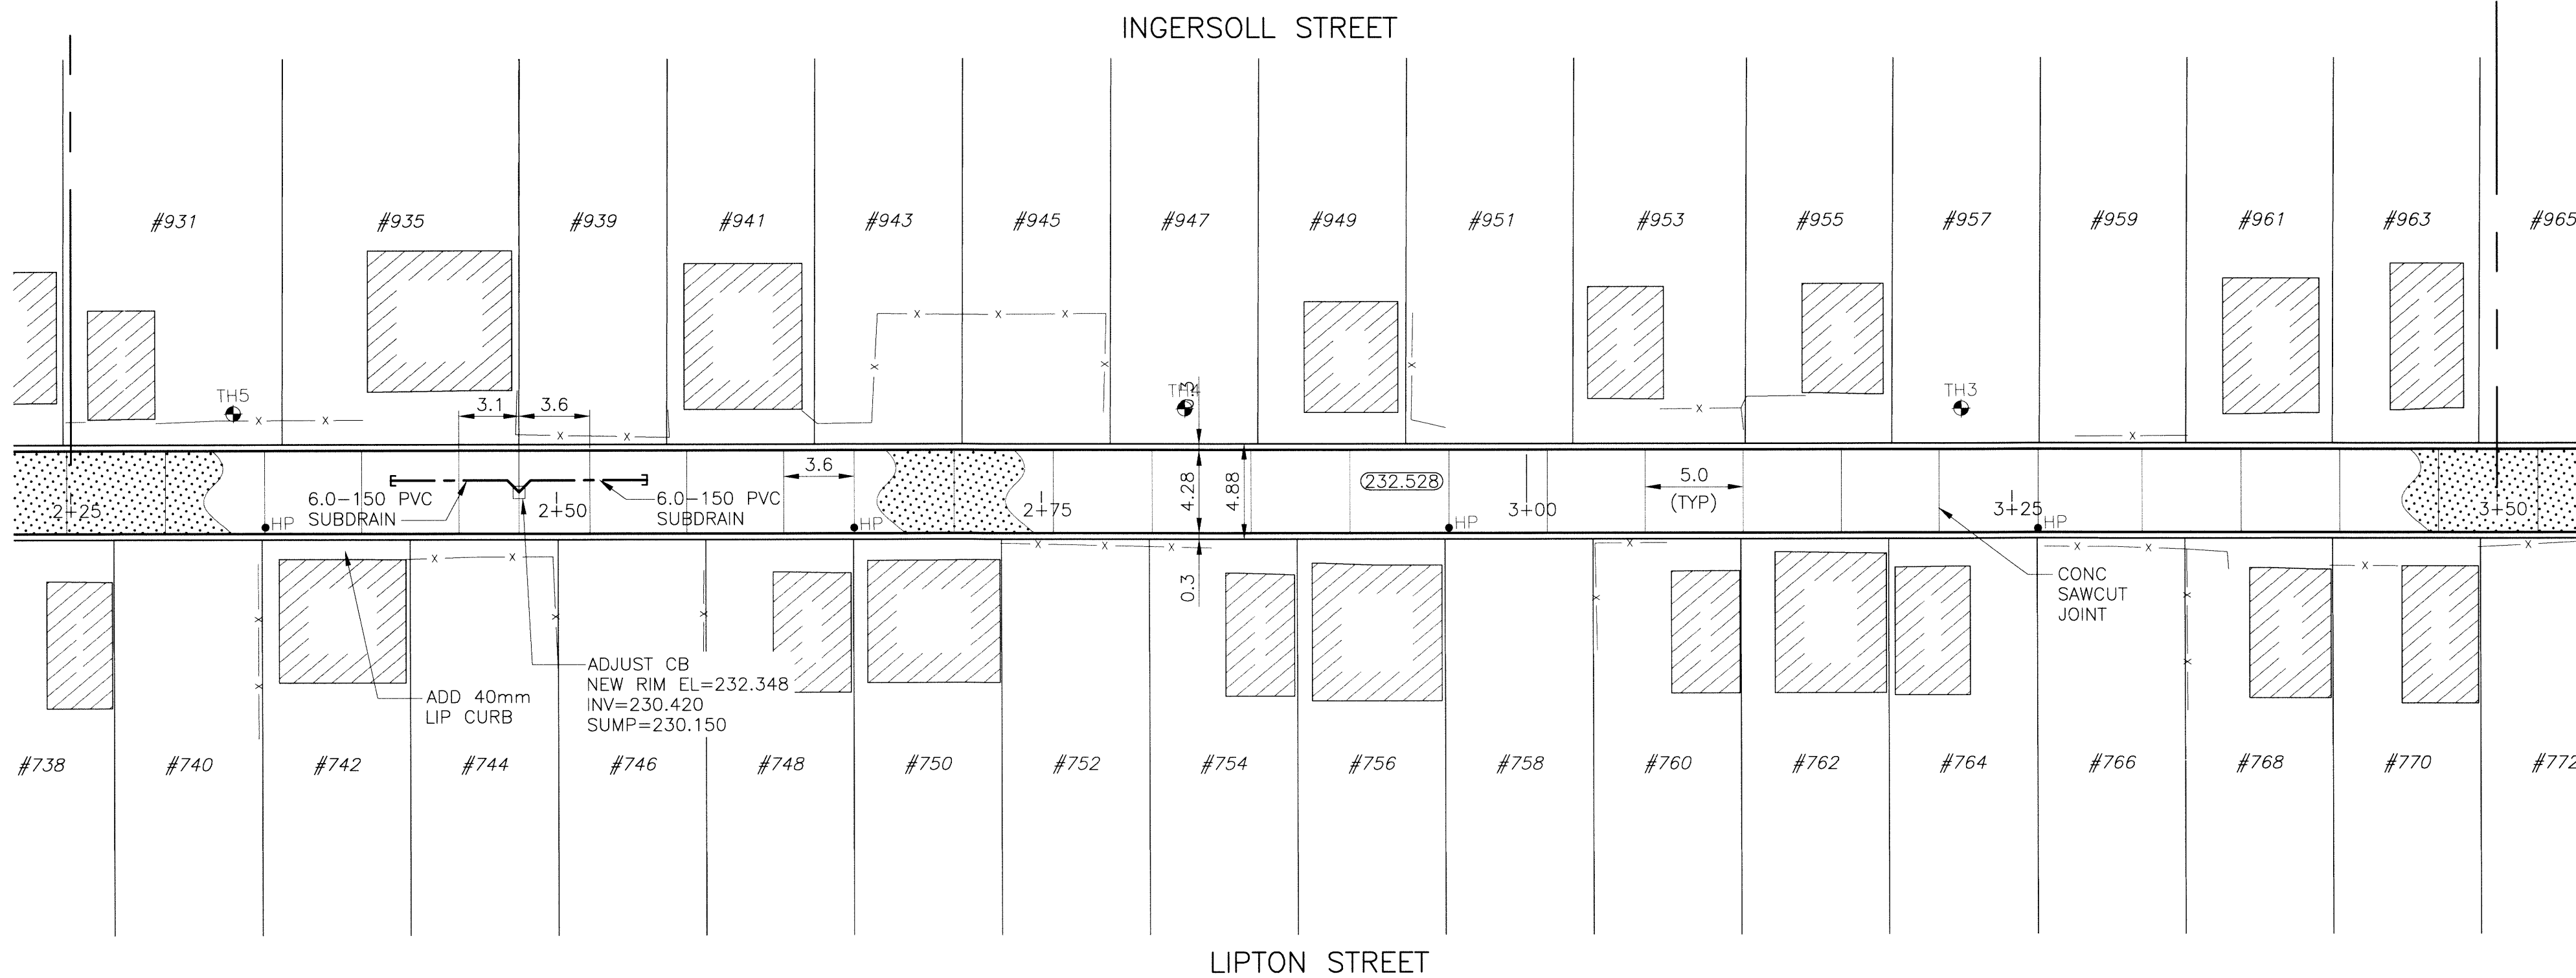 INGERSOLL STREET
#931
#935
#939
#941
#943
#945
#947
#949
#951
#953
#955
#957
#959
#961
#963
#965
TH5
TH4
TH3
3.1
3.6
0.3
3.6
4.28
4.88
0.3
232.528
5.0
(TYP)
2+25
2+50
2+75
3+00
3+25
3+50
6.0-150 PVC
SUBDRAIN
6.0-150 PVC
SUBDRAIN
HP
HP
HP
HP
x x x x x x x x x x x x x
x x x x x x x x x x x x x x x x
CONC
SAWCUT
JOINT
ADJUST CB
NEW RIM EL=232.348
INV=230.420
SUMP=230.150
ADD 40mm
LIP CURB
#738
#740
#742
#744
#746
#748
#750
#752
#754
#756
#758
#760
#762
#764
#766
#768
#770
#772
LIPTON STREET